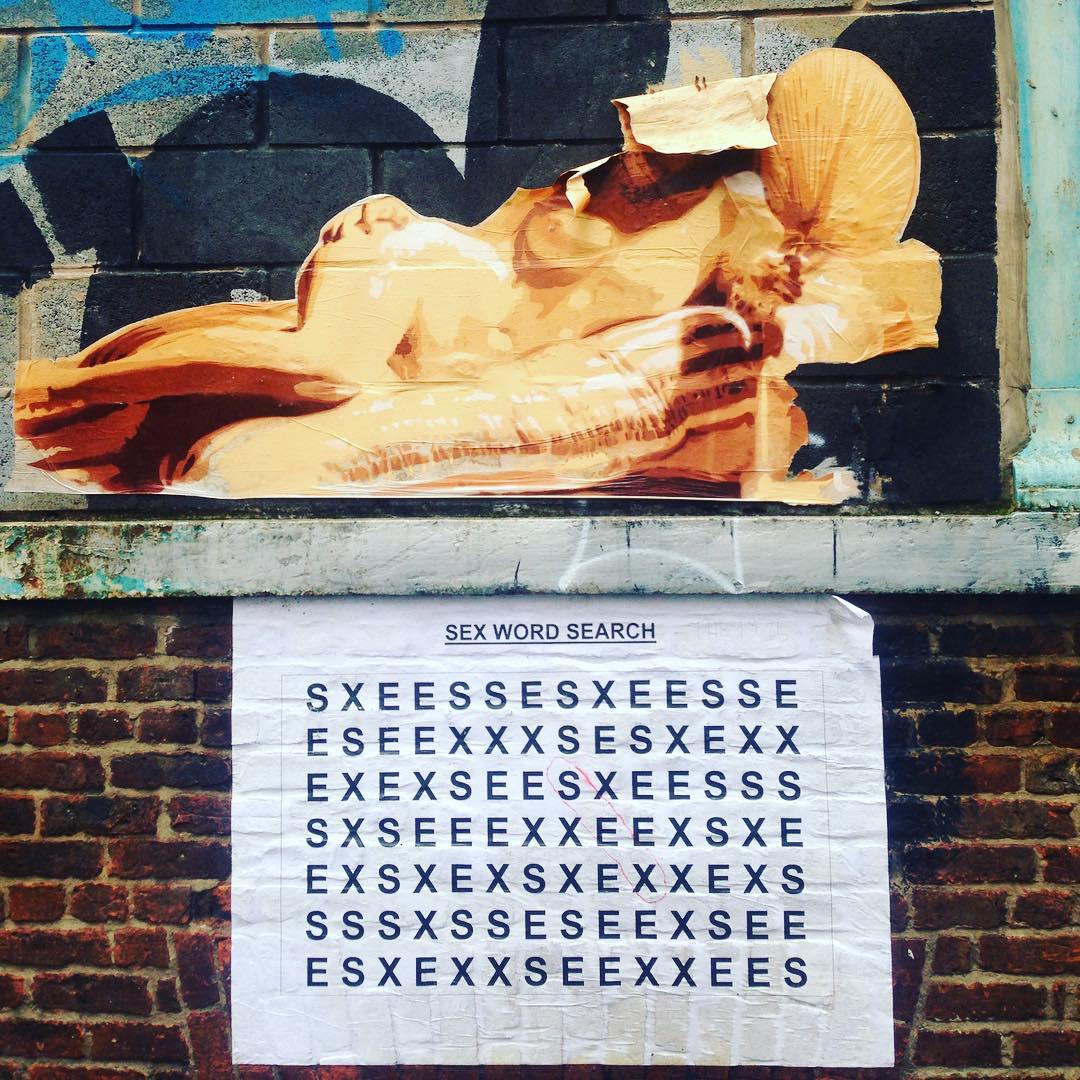 SEX WORD SEARCH
S X E E S S E S X E E S S E
E S E E X X X S E S X E X X
E X E X S E E S X E E S S S
S X S E E E X X E E X S X E
E X S X E X S X E X X E X S
S S S X S S E S E E X S E E
E S X E X X S E E X X E E S